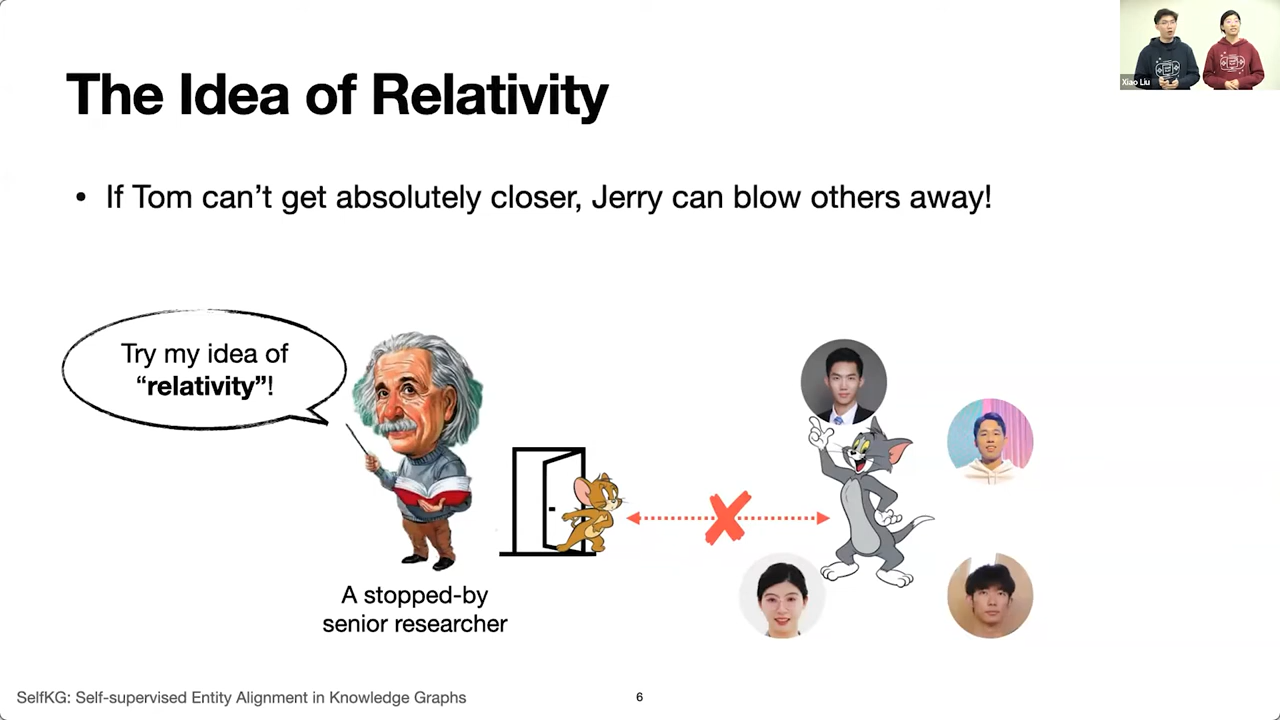 Xiao Liu
The Idea of Relativity
• If Tom can’t get absolutely closer, Jerry can blow others away!
Try my idea of
“relativity”!
A stopped-by
senior researcher
SelfKG: Self-supervised Entity Alignment in Knowledge Graphs
6